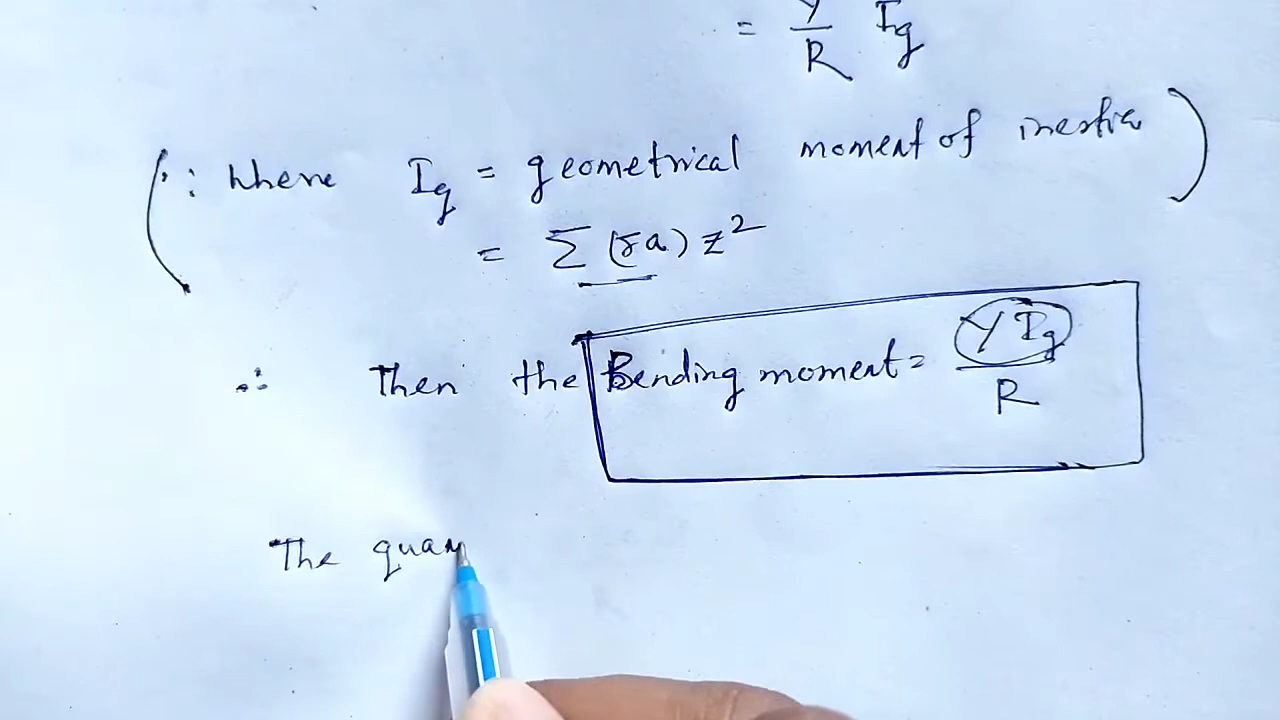 = Y/R Ig
(∵ Where Ig = geometrical moment of inertia)
= Σ (δa) z²
∴ Then the Bending moment = Y Ig / R
The quan